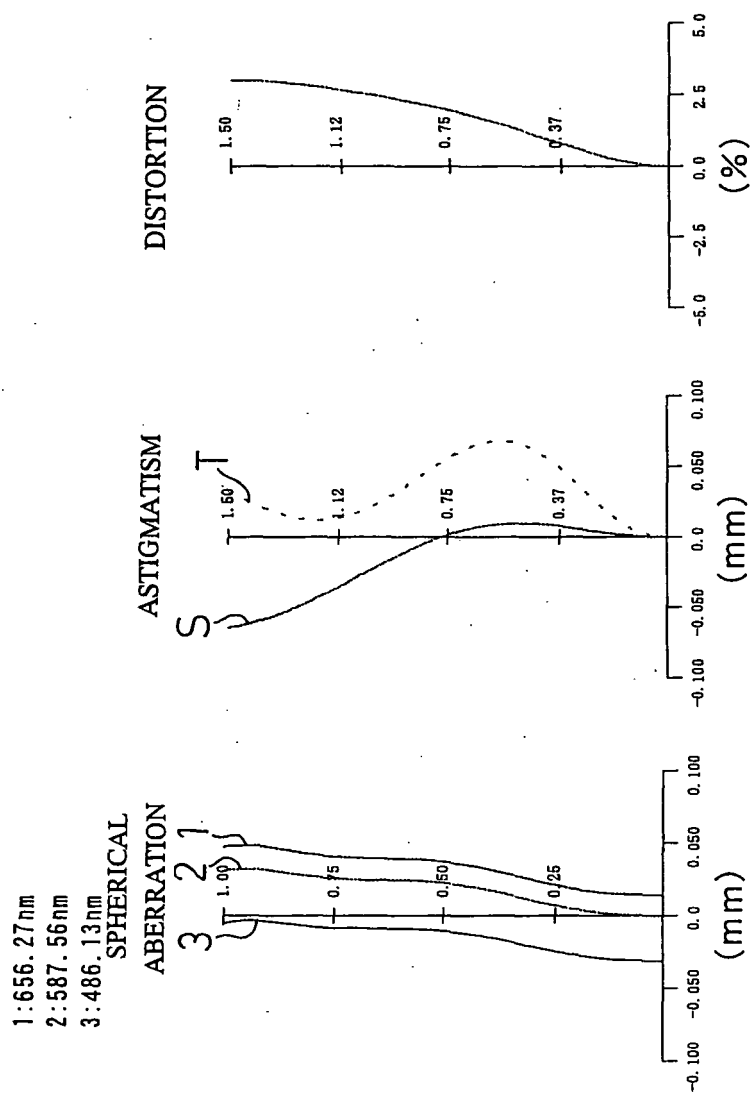 1:656.27nm
2:587.56nm
3:486.13nm
SPHERICAL
ABERRATION
3
2
1
1.00
0.75
0.50
0.25
-0.100
-0.050
0.0
0.050
0.100
(mm)
ASTIGMATISM
S
T
1.50
1.12
0.75
0.37
-0.100
-0.050
0.0
0.050
0.100
(mm)
DISTORTION
1.50
1.12
0.75
0.37
-5.0
-2.5
0.0
2.5
5.0
(%)